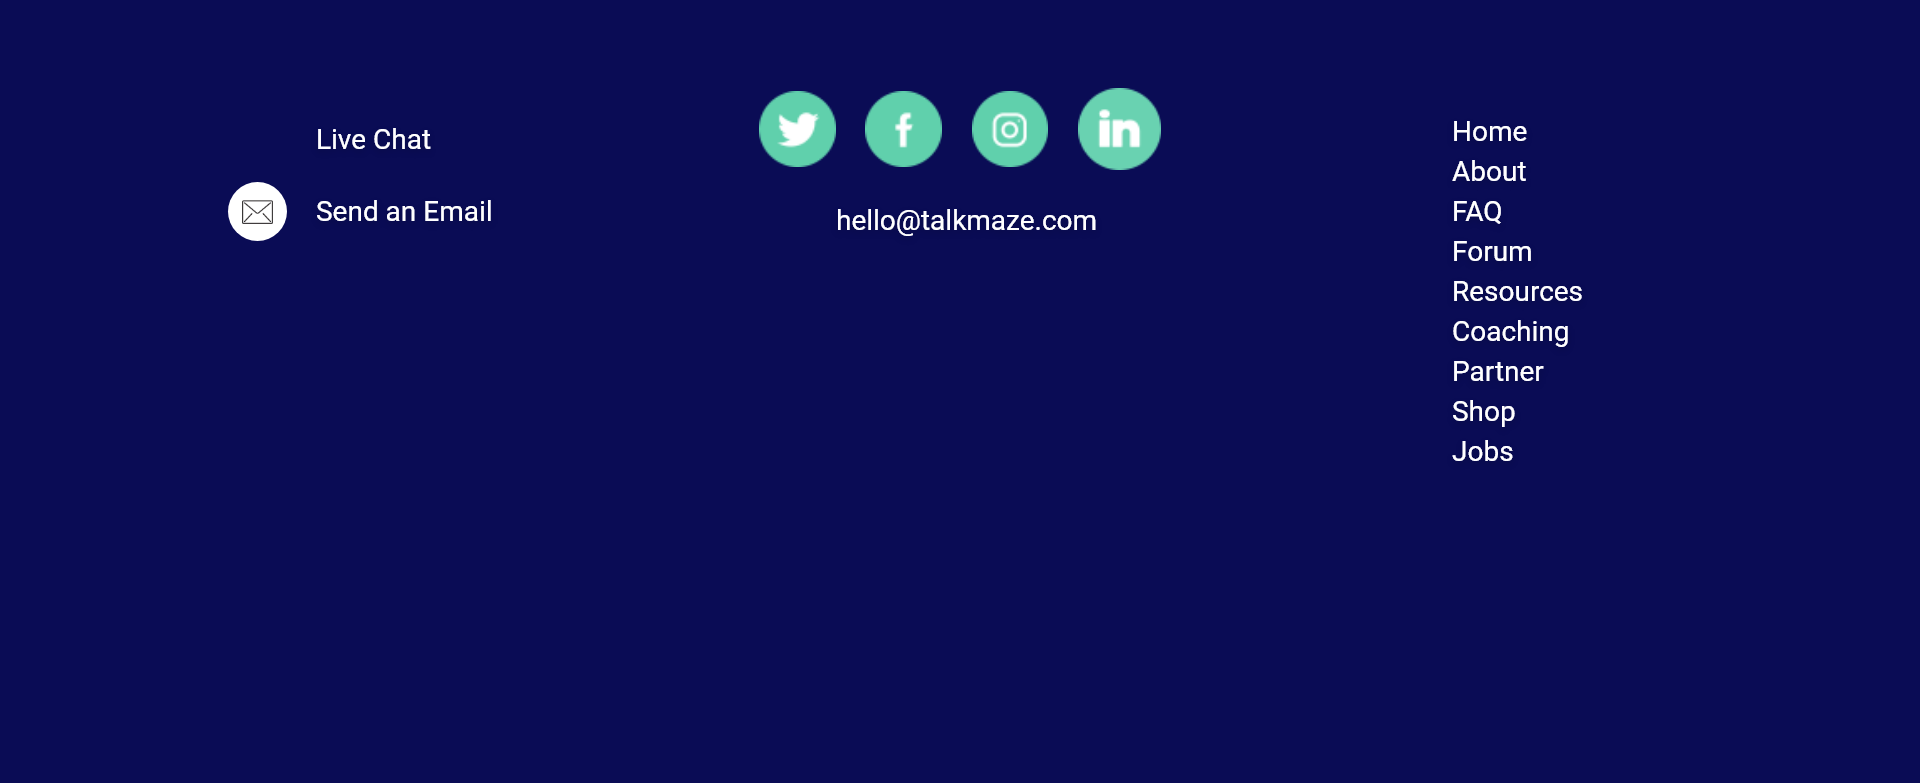 Live Chat
Send an Email
hello@talkmaze.com
Home
About
FAQ
Forum
Resources
Coaching
Partner
Shop
Jobs